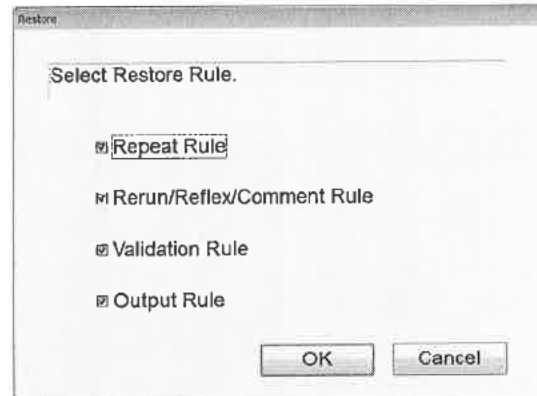 Restore
Select Restore Rule.
Repeat Rule
Rerun/Reflex/Comment Rule
Validation Rule
Output Rule
OK
Cancel